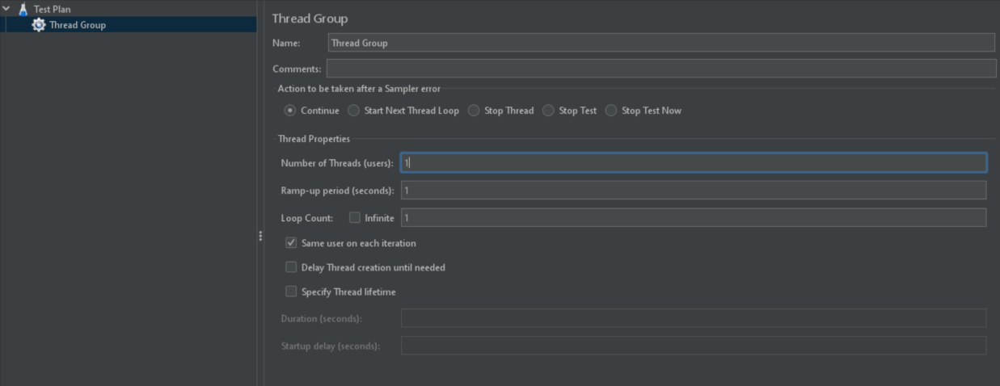 Test Plan
Thread Group
Thread Group
Name: Thread Group
Comments:
Action to be taken after a Sampler error
Continue Start Next Thread Loop Stop Thread Stop Test Stop Test Now
Thread Properties
Number of Threads (users): 1
Ramp-up period (seconds): 1
Loop Count: Infinite 1
Same user on each iteration
Delay Thread creation until needed
Specify Thread lifetime
Duration (seconds):
Startup delay (seconds):